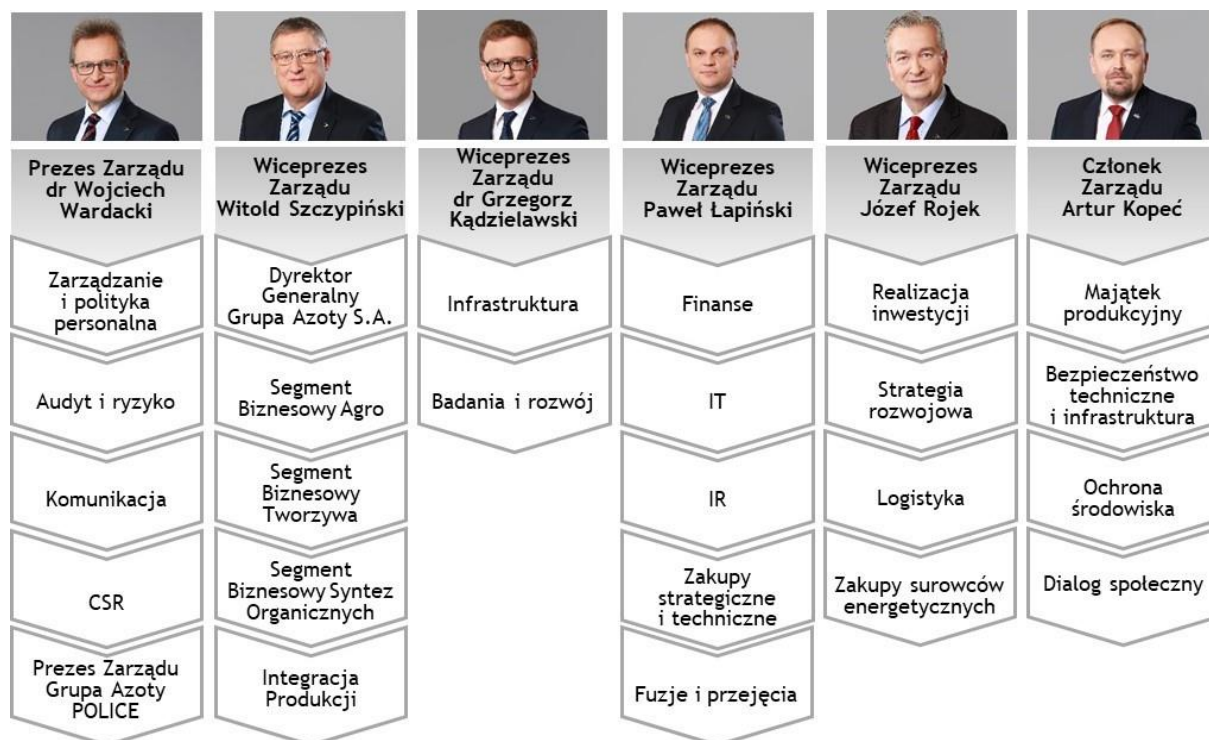 Prezes Zarządu
dr Wojciech
Wardacki
Zarządzanie
i polityka
personalna
Audyt i ryzyko
Komunikacja
CSR
Prezes Zarządu
Grupa Azoty
POLICE
Wiceprezes
Zarządu
Witold Szczypiński
Dyrektor
Generalny
Grupa Azoty S.A.
Segment
Biznesowy Agro
Segment
Biznesowy
Tworzywa
Segment
Biznesowy Syntez
Organicznych
Integracja
Produkcji
Wiceprezes
Zarządu
dr Grzegorz
Kądzielawski
Infrastruktura
Badania i rozwój
Wiceprezes
Zarządu
Paweł Łapiński
Finanse
IT
IR
Zakupy
strategiczne
i techniczne
Fuzje i przejęcia
Wiceprezes
Zarządu
Józef Rojek
Realizacja
inwestycji
Strategia
rozwojowa
Logistyka
Zakupy surowców
energetycznych
Członek
Zarządu
Artur Kopeć
Majątek
produkcyjny
Bezpieczeństwo
techniczne
i infrastruktura
Ochrona
środowiska
Dialog społeczny